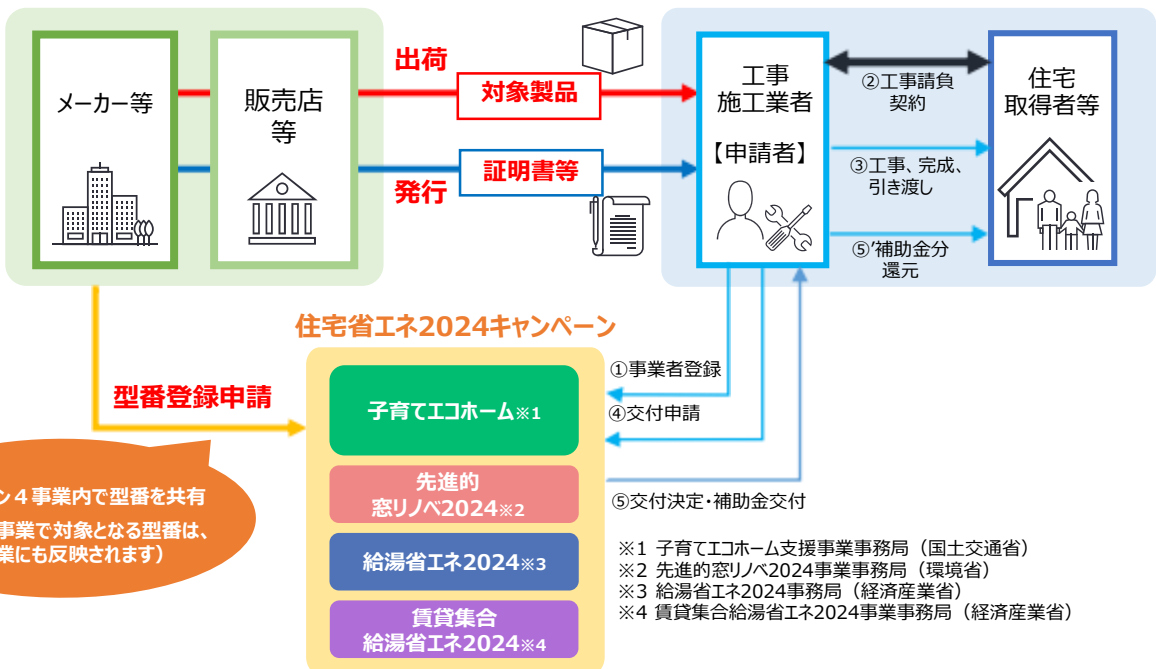 メーカー等
販売店
等
出荷
対象製品
発行
証明書等
工事
施工業者
【申請者】
②工事請負
契約
③工事、完成、
引き渡し
⑤’補助金分
還元
住宅
取得者等
住宅省エネ2024キャンペーン
型番登録申請
子育てエコホーム※1
先進的
窓リノベ2024※2
給湯省エネ2024※3
賃貸集合
給湯省エネ2024※4
①事業者登録
④交付申請
⑤交付決定・補助金交付
ン4事業内で型番を共有
事業で対象となる型番は、
業にも反映されます）
※1 子育てエコホーム支援事業事務局（国土交通省）
※2 先進的窓リノベ2024事業事務局（環境省）
※3 給湯省エネ2024事務局（経済産業省）
※4 賃貸集合給湯省エネ2024事業事務局（経済産業省）